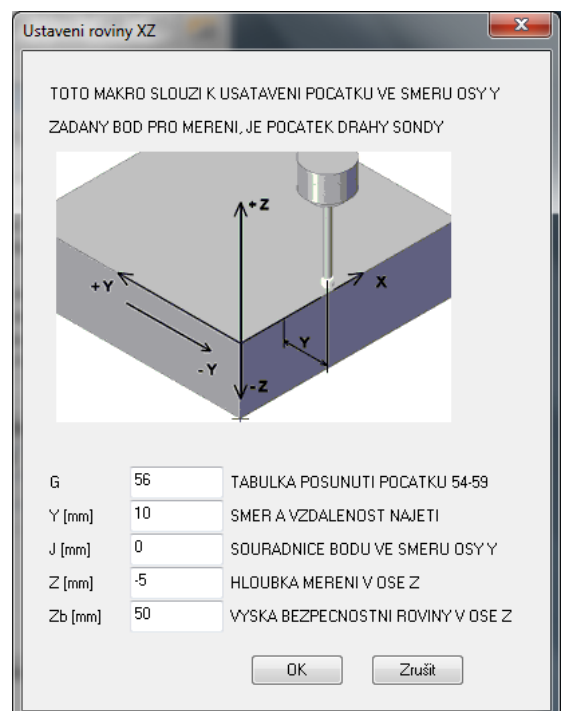 Ustaveni roviny XZ
TOTO MAKRO SLOUZI K USATAVENI POCATKU VE SMERU OSY Y
ZADANY BOD PRO MERENI, JE POCATEK DRAHY SONDY
+Z
+Y
X
-Y
Y
-Z
G 56 TABULKA POSUNUTI POCATKU 54-59
Y [mm] 10 SMER A VZDALENOST NAJETI
J [mm] 0 SOURADNICE BODU VE SMERU OSY Y
Z [mm] -5 HLOUBKA MERENI V OSE Z
Zb [mm] 50 VYSKA BEZPECNOSTNI ROVINY V OSE Z
OK Zrušit